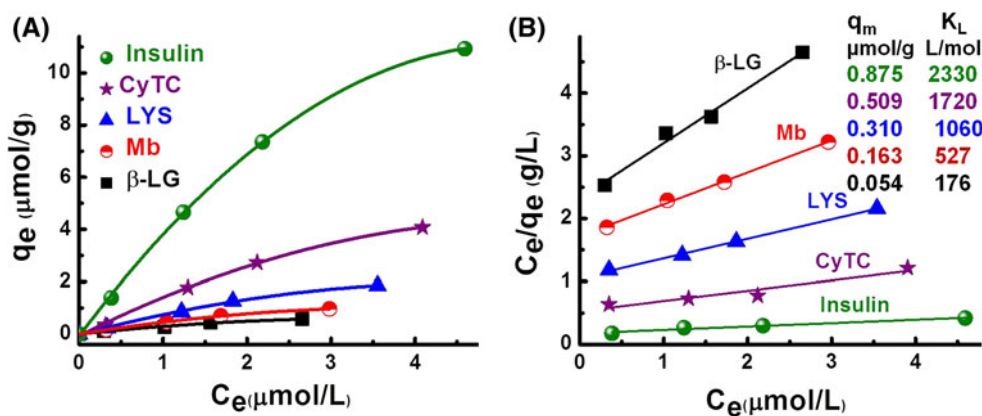 (A)
10
8
6
4
2
0
qe (μmol/g)
Insulin
CyTC
LYS
Mb
β-LG
0 1 2 3 4 5
Ce(μmol/L)
(B)
4
3
2
1
0
Ce/qe (g/L)
β-LG
Mb
LYS
CyTC
Insulin
qm KL
μmol/g L/mol
0.875 2330
0.509 1720
0.310 1060
0.163 527
0.054 176
0 1 2 3 4
Ce(μmol/L)